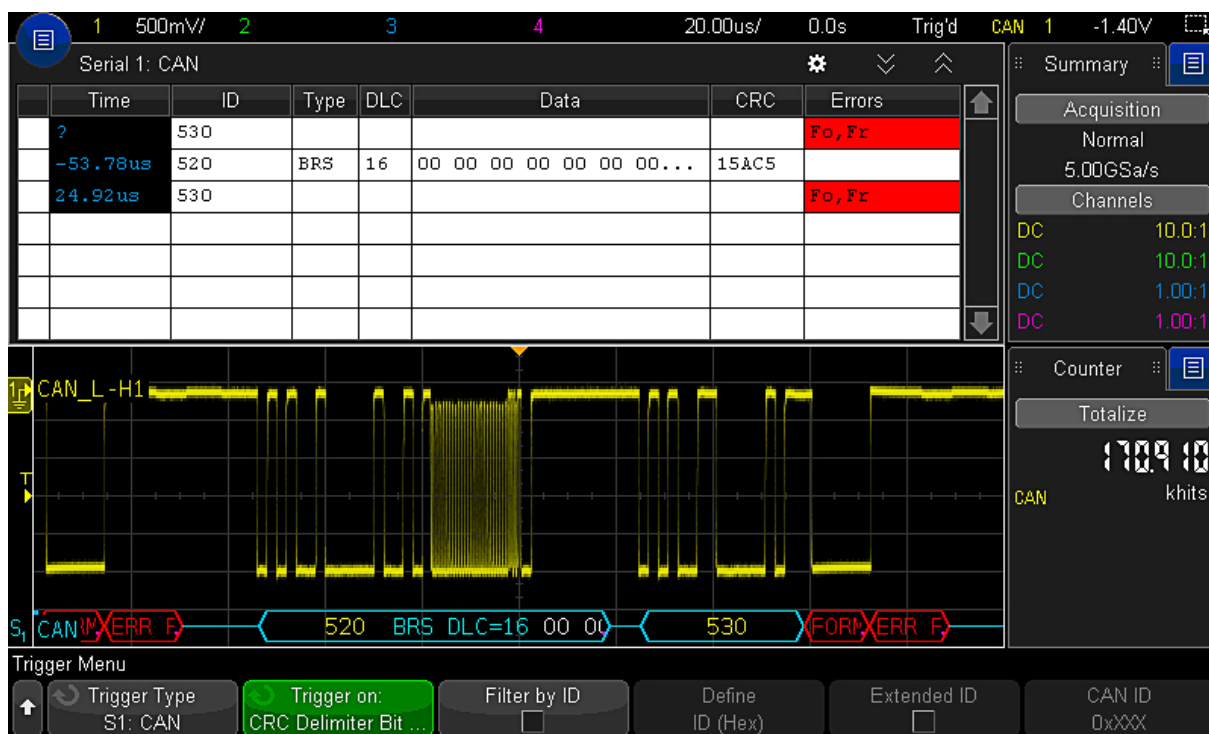 1 500mV/ 2 3 4 20.00us/ 0.0s Trig'd CAN 1 -1.40V
Serial 1: CAN
Time ID Type DLC Data CRC Errors
? 530 Fo,Fr
-53.78us 520 BRS 16 00 00 00 00 00 00 00... 15AC5
24.92us 530 Fo,Fr
Summary
Acquisition
Normal
5.00GSa/s
Channels
DC 10.0:1
DC 10.0:1
DC 1.00:1
DC 1.00:1
1 CAN_L-H1
T
S1 CAN ERR F 520 BRS DLC=16 00 00 530 FORM ERR F
Counter
Totalize
170.910
CAN khits
Trigger Menu
Trigger Type
S1: CAN
Trigger on:
CRC Delimiter Bit ...
Filter by ID
Define
ID (Hex)
Extended ID
CAN ID
0xXXX